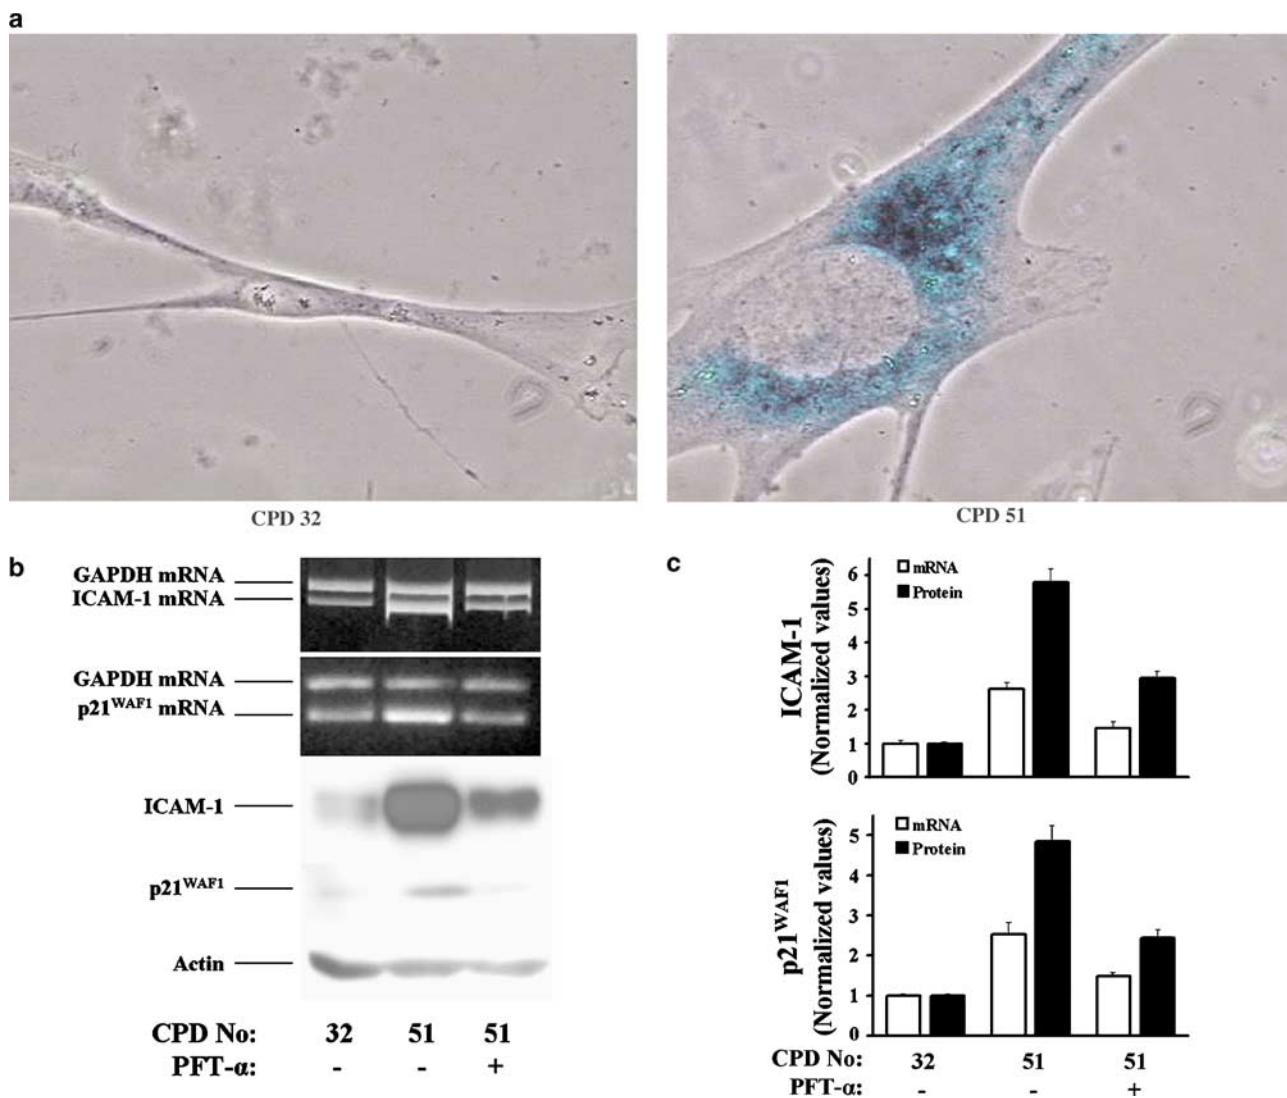 a
CPD 32
CPD 51
b
GAPDH mRNA
ICAM-1 mRNA
GAPDH mRNA
p21WAF1 mRNA
ICAM-1
p21WAF1
Actin
CPD No: 32 51 51
PFT-α: - - +
c
ICAM-1
(Normalized values)
6
5
4
3
2
1
0
mRNA
Protein
p21WAF1
(Normalized values)
5
4
3
2
1
0
mRNA
Protein
CPD No: 32 51 51
PFT-α: - - +